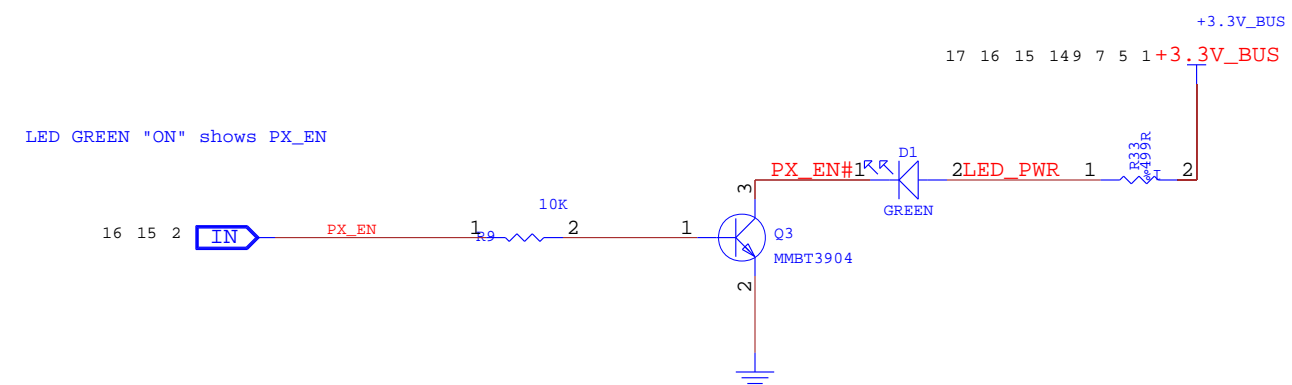 +3.3V_BUS
17 16 15 149 7 5 1 +3.3V_BUS
LED GREEN "ON" shows PX_EN
R33
499R
D1
PX_EN# 1
2 LED_PWR 1
2
GREEN
3
10K
16 15 2 IN
PX_EN
1 R9 2
1
Q3
MMBT3904
2